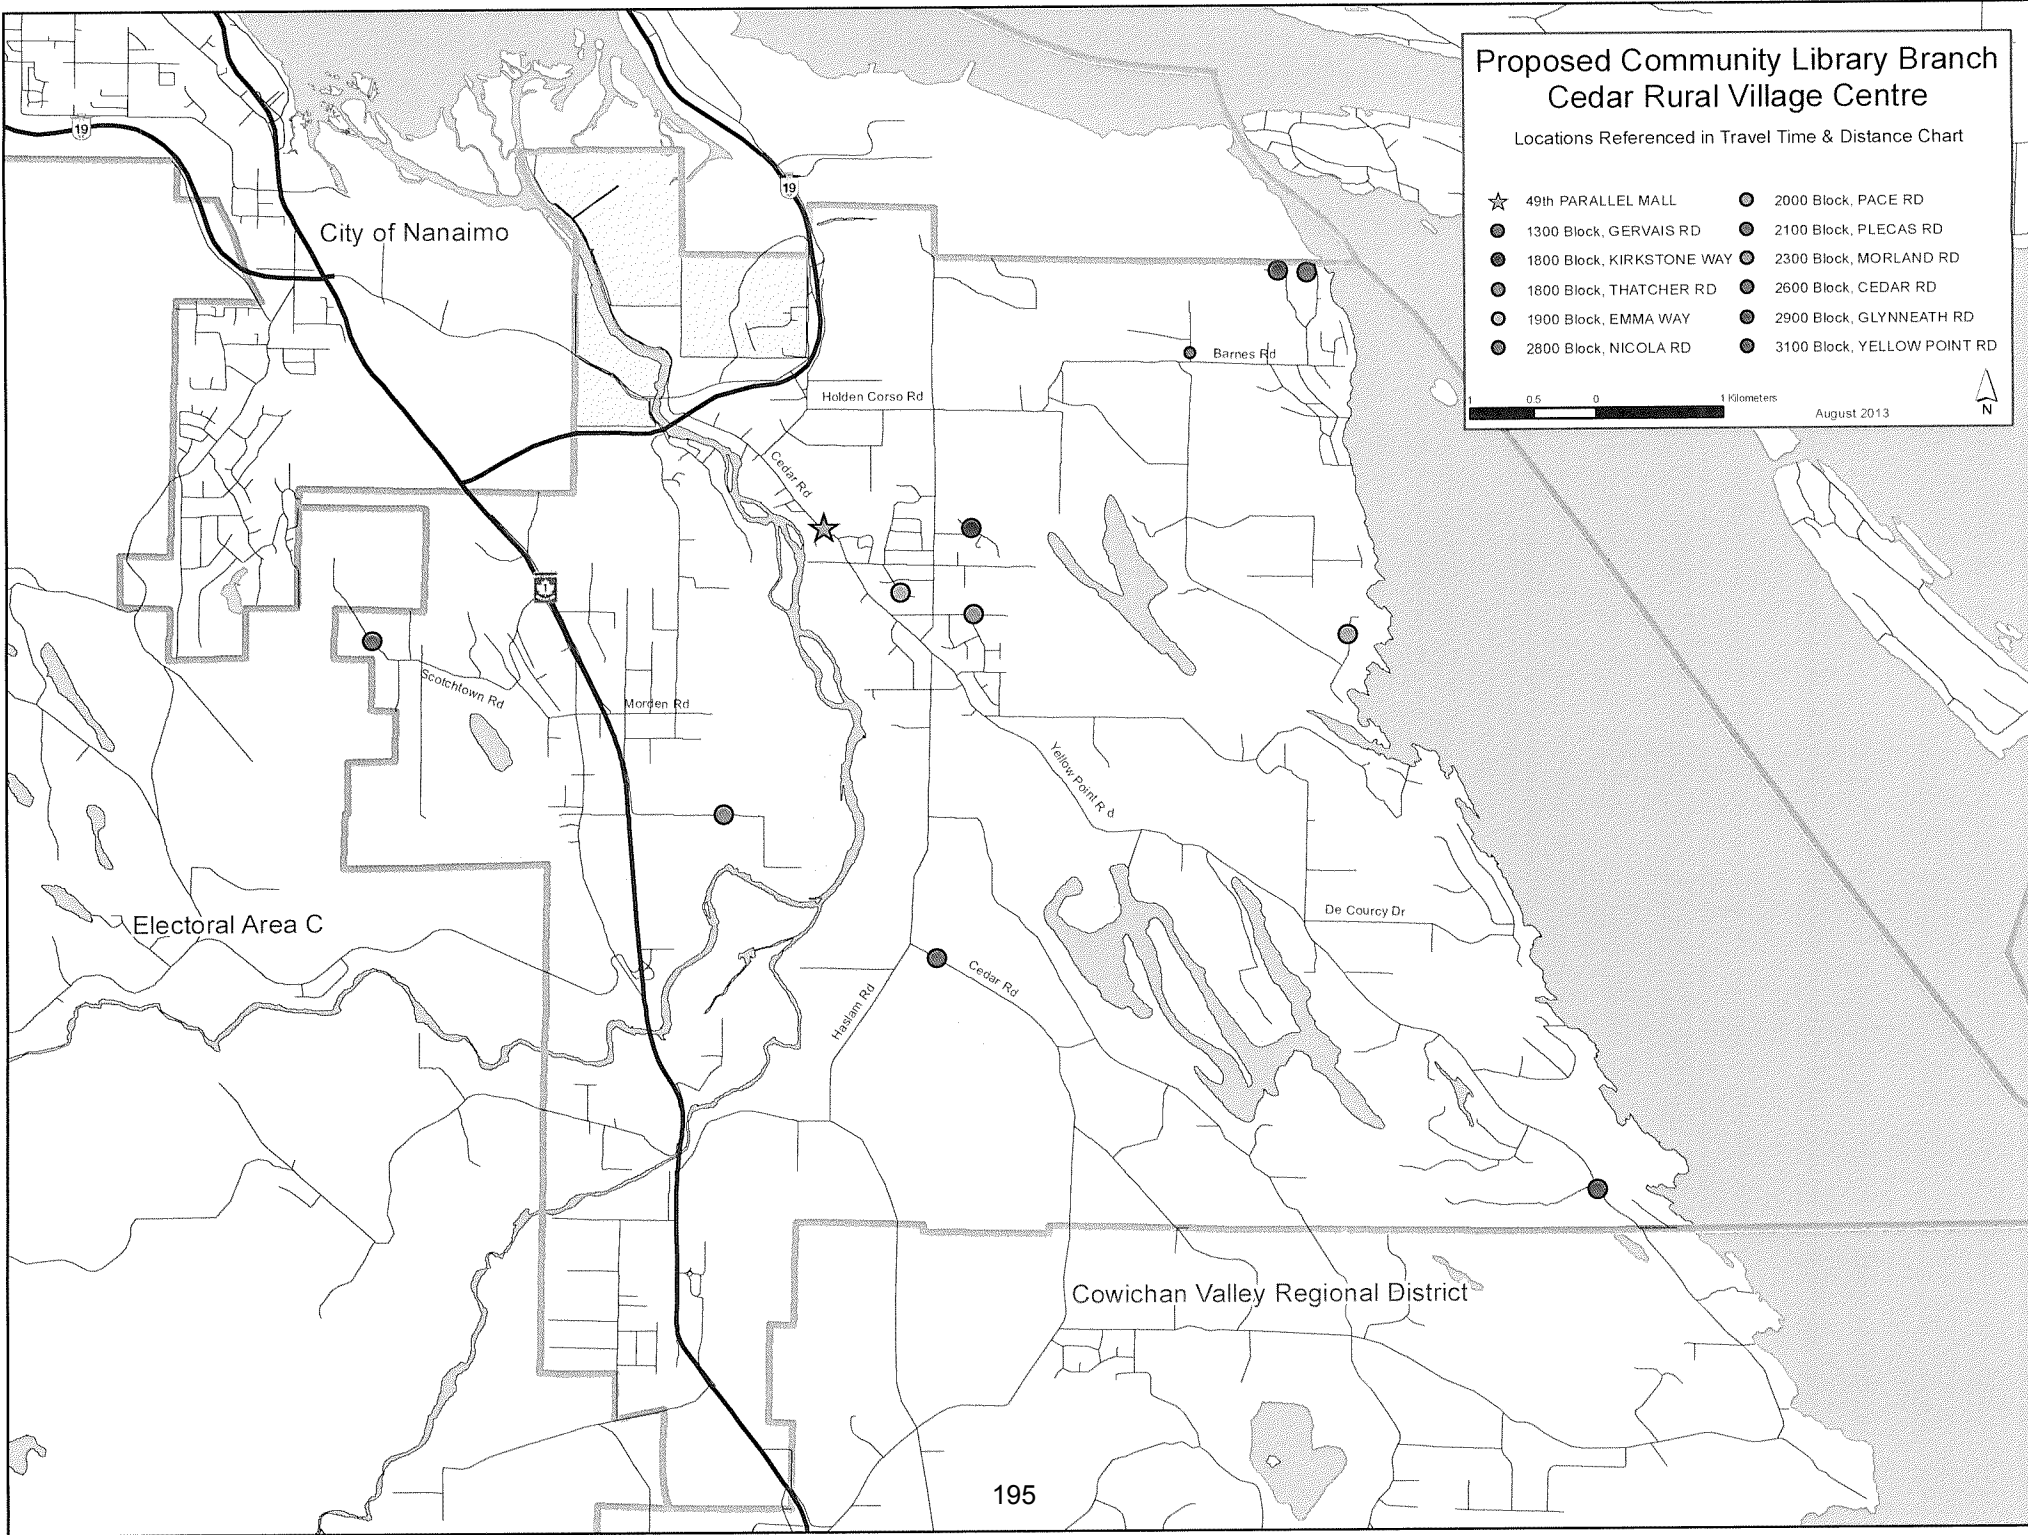 Proposed Community Library Branch
Cedar Rural Village Centre
Locations Referenced in Travel Time & Distance Chart
49th PARALLEL MALL
1300 Block, GERVAIS RD
1800 Block, KIRKSTONE WAY
1800 Block, THATCHER RD
1900 Block, EMMA WAY
2800 Block, NICOLA RD
2000 Block, PACE RD
2100 Block, PLECAS RD
2300 Block, MORLAND RD
2600 Block, CEDAR RD
2900 Block, GLYNNEATH RD
3100 Block, YELLOW POINT RD
1 0.5 0 1 Kilometers
August 2013
N
19
19
City of Nanaimo
Barnes Rd
Holden Corso Rd
Cedar Rd
1
Scotchtown Rd
Morden Rd
Yellow Point Rd
De Courcy Dr
Electoral Area C
Cedar Rd
Haslam Rd
Cowichan Valley Regional District
195